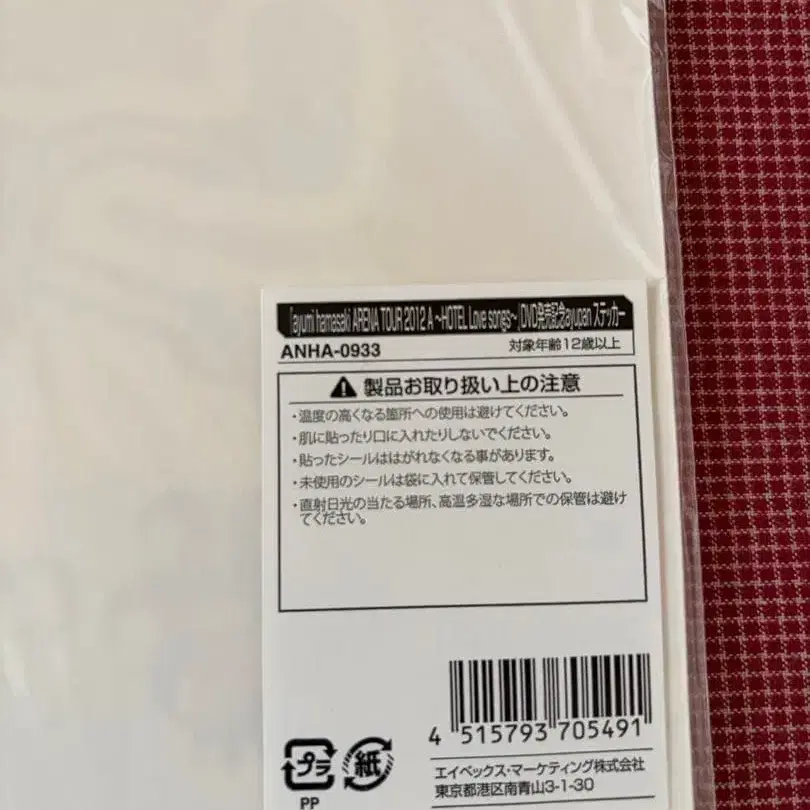 「ayumi hamasaki ARENA TOUR 2012 A ～HOTEL Love songs～」DVD発売記念ayupan ステッカー
ANHA-0933 対象年齢12歳以上
製品お取り扱い上の注意
・温度の高くなる箇所への使用は避けてください。
・肌に貼ったり口に入れたりしないでください。
・貼ったシールははがれなくなる事があります。
・未使用のシールは袋に入れて保管してください。
・直射日光の当たる場所、高温多湿な場所での保管は避け
てください。
4 515793 705491
プラ 紙
PP
エイベックス・マーケティング株式会社
東京都港区南青山3-1-30